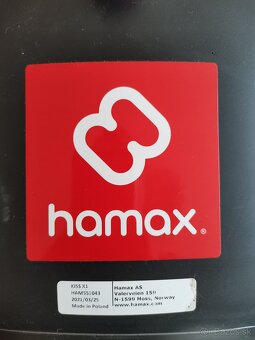 hamax®
KISS X1
HAM551043
2021/03/25
Made in Poland
Hamax AS
Valerveien 159
N-1599 Moss, Norway
www.hamax.com